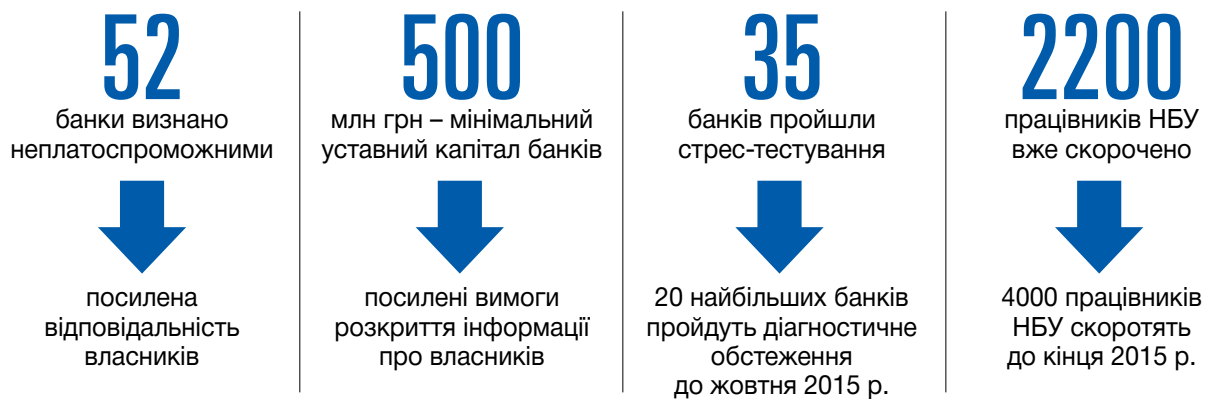 52
банки визнано
неплатоспроможними
посилена
відповідальність
власників
500
млн грн – мінімальний
уставний капітал банків
посилені вимоги
розкриття інформації
про власників
35
банків пройшли
стрес-тестування
20 найбільших банків
пройдуть діагностичне
обстеження
до жовтня 2015 р.
2200
працівників НБУ
вже скорочено
4000 працівників
НБУ скоротять
до кінця 2015 р.